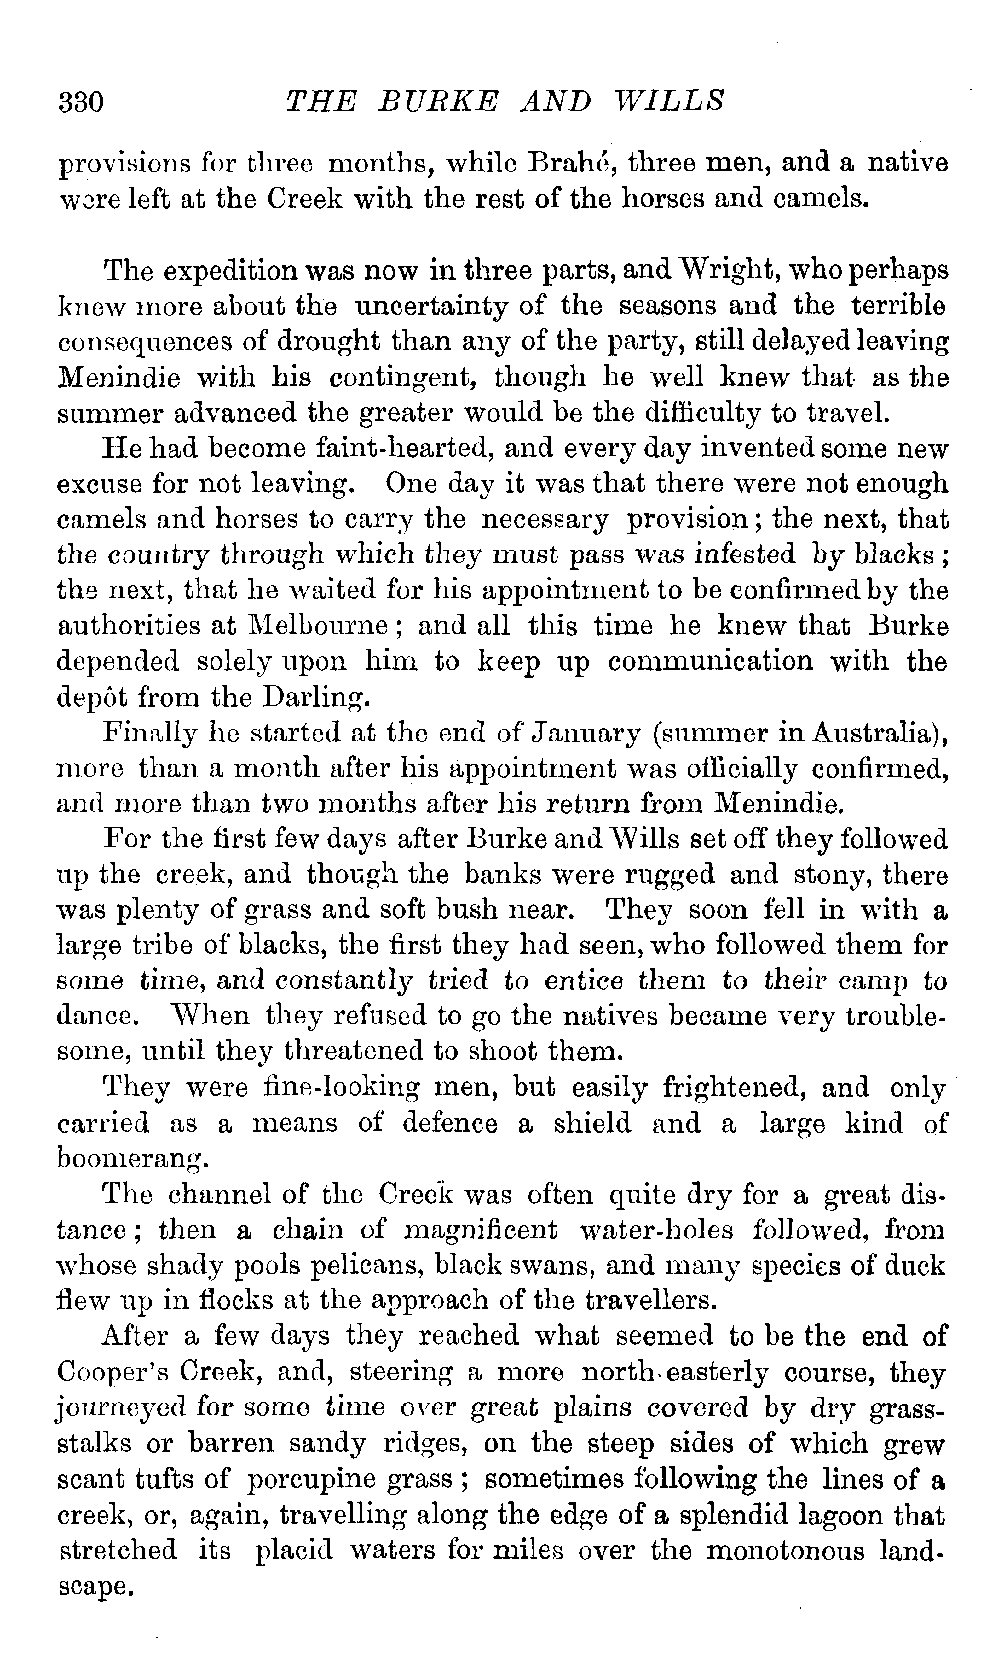 330 THE BURKE AND WILLS
provisions for three months, while Brahé, three men, and a native
were left at the Creek with the rest of the horses and camels.
The expedition was now in three parts, and Wright, who perhaps
knew more about the uncertainty of the seasons and the terrible
consequences of drought than any of the party, still delayed leaving
Menindie with his contingent, though he well knew that as the
summer advanced the greater would be the difficulty to travel.
He had become faint-hearted, and every day invented some new
excuse for not leaving. One day it was that there were not enough
camels and horses to carry the necessary provision; the next, that
the country through which they must pass was infested by blacks;
the next, that he waited for his appointment to be confirmed by the
authorities at Melbourne; and all this time he knew that Burke
depended solely upon him to keep up communication with the
depôt from the Darling.
Finally he started at the end of January (summer in Australia),
more than a month after his appointment was officially confirmed,
and more than two months after his return from Menindie.
For the first few days after Burke and Wills set off they followed
up the creek, and though the banks were rugged and stony, there
was plenty of grass and soft bush near. They soon fell in with a
large tribe of blacks, the first they had seen, who followed them for
some time, and constantly tried to entice them to their camp to
dance. When they refused to go the natives became very trouble-
some, until they threatened to shoot them.
They were fine-looking men, but easily frightened, and only
carried as a means of defence a shield and a large kind of
boomerang.
The channel of the Creek was often quite dry for a great dis-
tance; then a chain of magnificent water-holes followed, from
whose shady pools pelicans, black swans, and many species of duck
flew up in flocks at the approach of the travellers.
After a few days they reached what seemed to be the end of
Cooper's Creek, and, steering a more north-easterly course, they
journeyed for some time over great plains covered by dry grass-
stalks or barren sandy ridges, on the steep sides of which grew
scant tufts of porcupine grass; sometimes following the lines of a
creek, or, again, travelling along the edge of a splendid lagoon that
stretched its placid waters for miles over the monotonous land-
scape.